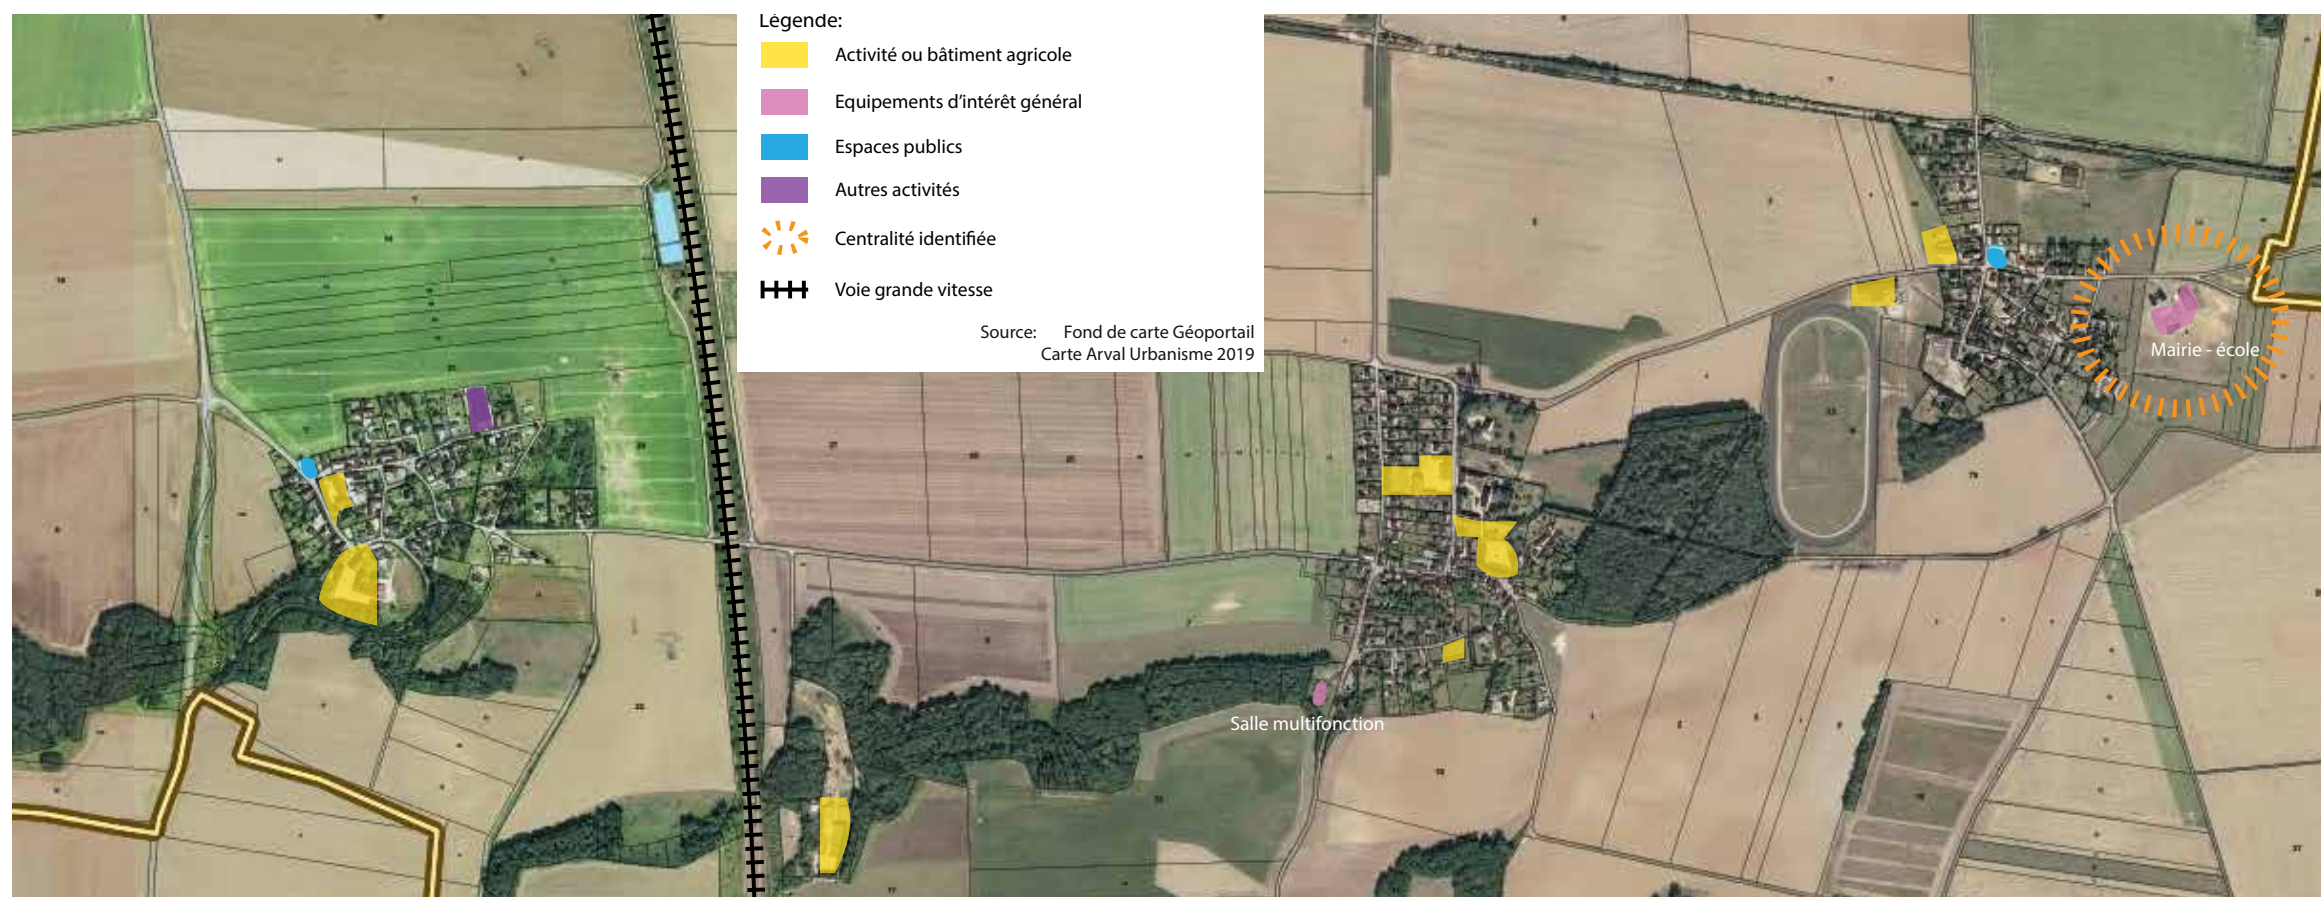 Légende:
Activité ou bâtiment agricole
Equipements d'intérêt général
Espaces publics
Autres activités
Centralité identifiée
Voie grande vitesse
Source: Fond de carte Géoportail
Carte Arval Urbanisme 2019
Mairie - école
Salle multifonction